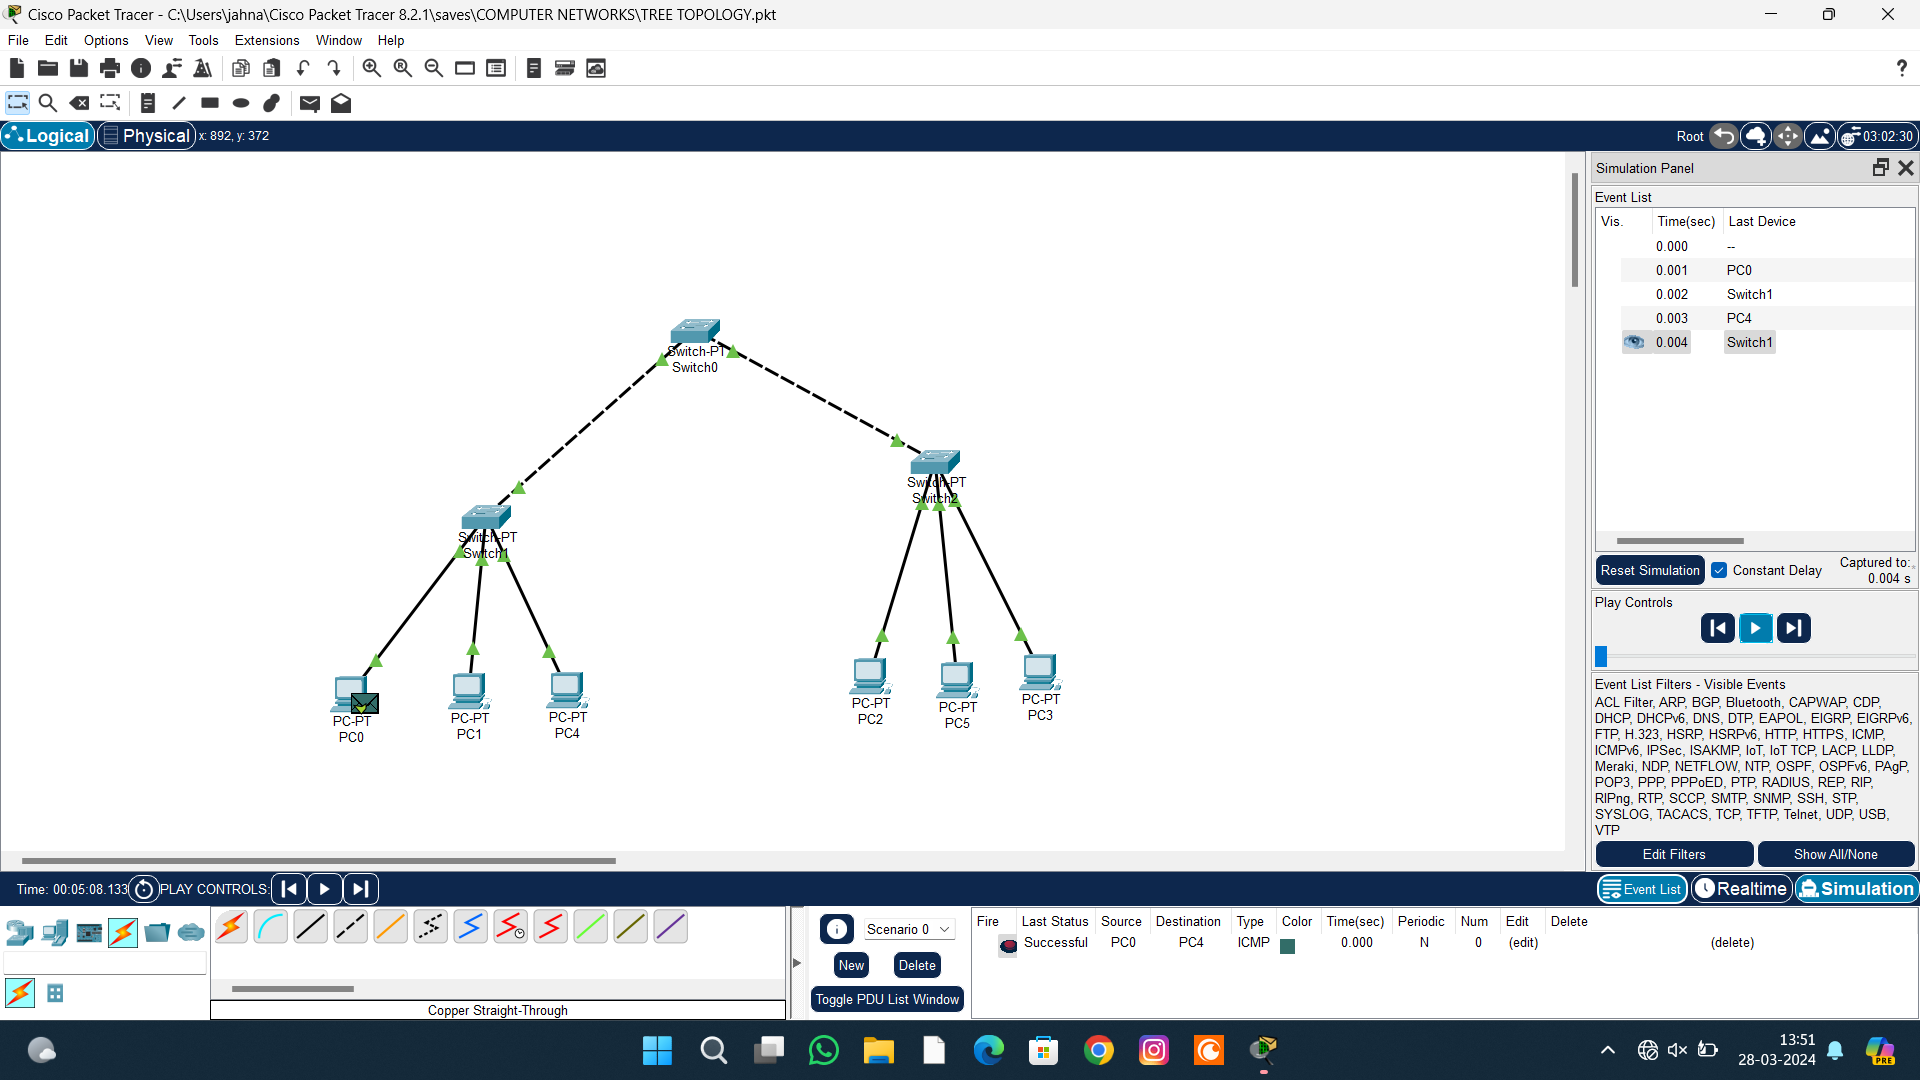 Cisco Packet Tracer - C:\Users\jahna\Cisco Packet Tracer 8.2.1\saves\COMPUTER NETWORKS\TREE TOPOLOGY.pkt
File Edit Options View Tools Extensions Window Help
Logical Physical x: 892, y: 372
Root 03:02:30
Simulation Panel
Event List
Vis. Time(sec) Last Device
0.000 --
0.001 PC0
0.002 Switch1
0.003 PC4
0.004 Switch1
Reset Simulation Constant Delay Captured to:
0.004 s
Play Controls
Event List Filters - Visible Events
ACL Filter, ARP, BGP, Bluetooth, CAPWAP, CDP,
DHCP, DHCPv6, DNS, DTP, EAPOL, EIGRP, EIGRPv6,
FTP, H.323, HSRP, HSRPv6, HTTP, HTTPS, ICMP,
ICMPv6, IPSec, ISAKMP, IoT, IoT TCP, LACP, LLDP,
Meraki, NDP, NETFLOW, NTP, OSPF, OSPFv6, PAgP,
POP3, PPP, PPPoED, PTP, RADIUS, REP, RIP,
RIPng, RTP, SCCP, SMTP, SNMP, SSH, STP,
SYSLOG, TACACS, TCP, TFTP, Telnet, UDP, USB,
VTP
Edit Filters Show All/None
Switch-PT
Switch0
Switch-PT
Switch2
Switch-PT
Switch1
PC-PT
PC0
PC-PT
PC1
PC-PT
PC4
PC-PT
PC2
PC-PT
PC5
PC-PT
PC3
Time: 00:05:08.133 PLAY CONTROLS:
Event List Realtime Simulation
Scenario 0
New Delete
Toggle PDU List Window
Fire Last Status Source Destination Type Color Time(sec) Periodic Num Edit Delete
Successful PC0 PC4 ICMP 0.000 N 0 (edit) (delete)
Copper Straight-Through
13:51
28-03-2024
PRE